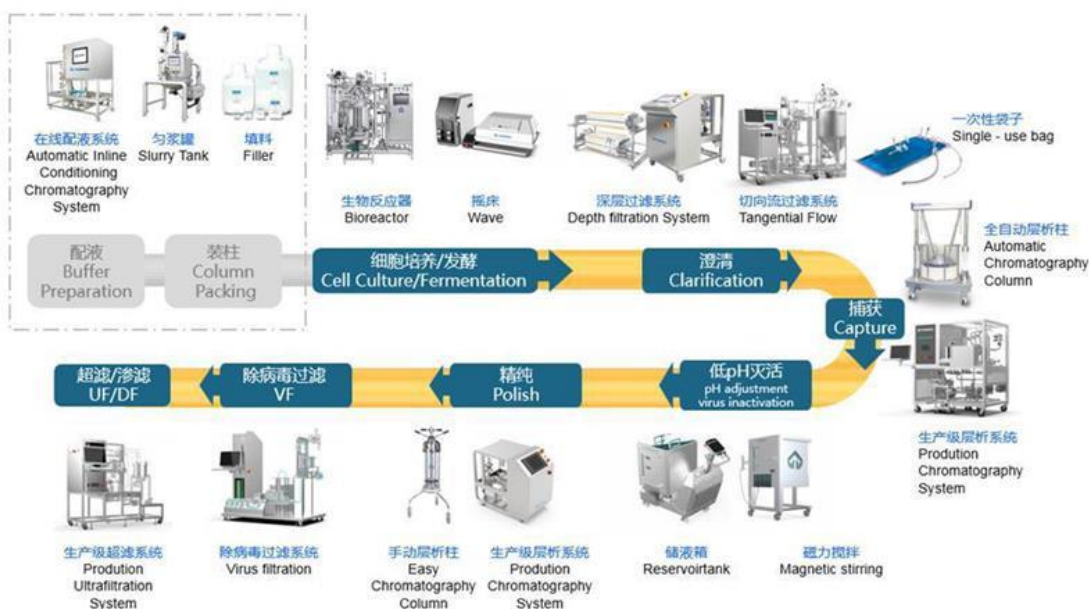 在线配液系统
Automatic Inline
Conditioning
Chromatography
System
匀浆罐
Slurry Tank
填料
Filler
生物反应器
Bioreactor
摇床
Wave
深层过滤系统
Depth filtration System
切向流过滤系统
Tangential Flow
一次性袋子
Single - use bag
全自动层析柱
Automatic
Chromatography
Column
配液
Buffer
Preparation
装柱
Column
Packing
细胞培养/发酵
Cell Culture/Fermentation
澄清
Clarification
捕获
Capture
超滤/渗滤
UF/DF
除病毒过滤
VF
精纯
Polish
低pH灭活
pH adjustment
virus inactivation
生产级层析系统
Prodution
Chromatography
System
生产级超滤系统
Prodution
Ultrafiltration
System
除病毒过滤系统
Virus filtration
手动层析柱
Easy
Chromatography
Column
生产级层析系统
Prodution
Chromatography
System
储液箱
Reservoirtank
磁力搅拌
Magnetic stirring